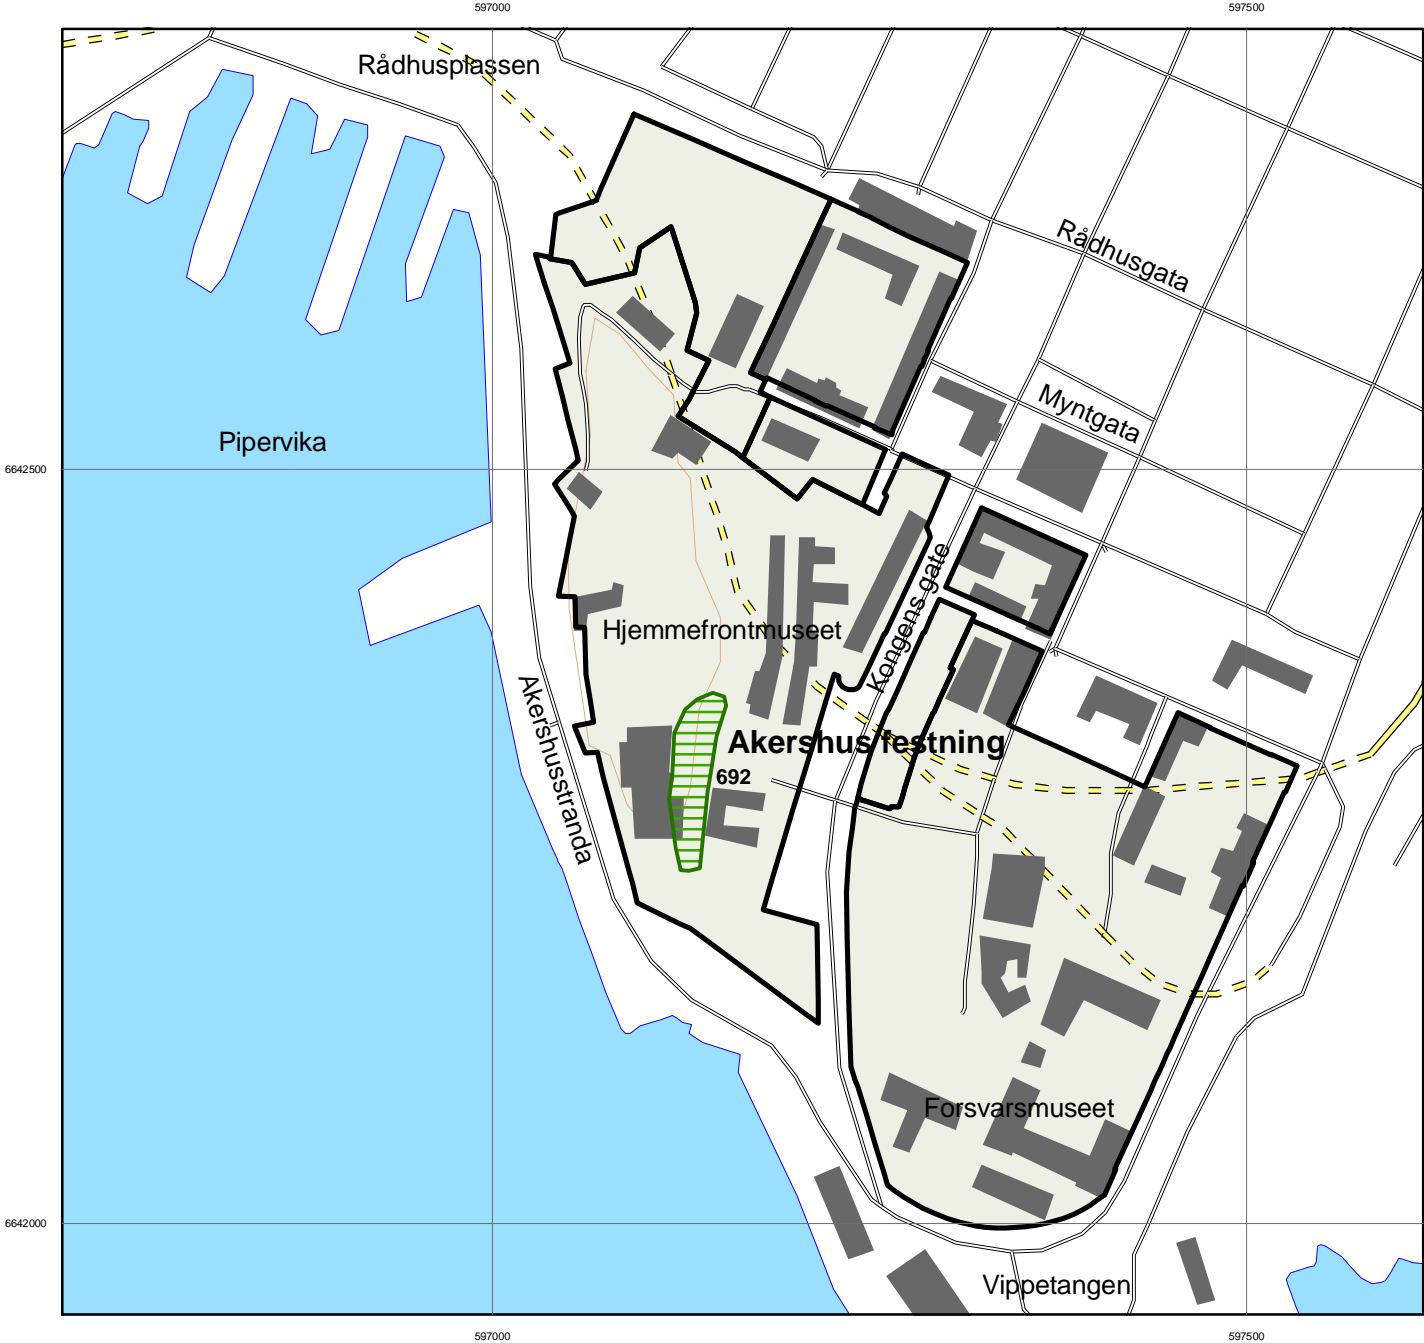 597000
597500
Rådhusplassen
Rådhusgata
Myntgata
Pipervika
6642500
Kongens gate
Hjemmefrontmuseet
Akershusstranda
Akershus festning
692
Forsvarsmuseet
6642000
Vippetangen
597000
597500